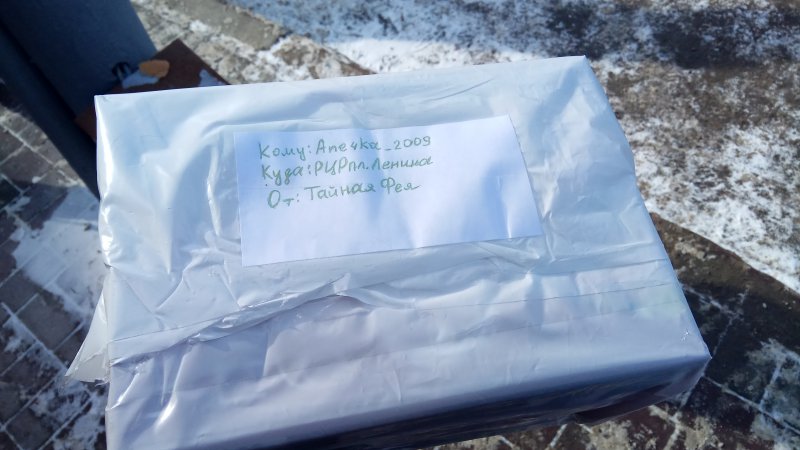 Кому: Апечка_2009
Куда: РЦР пл. Ленина
От: Тайная Фея